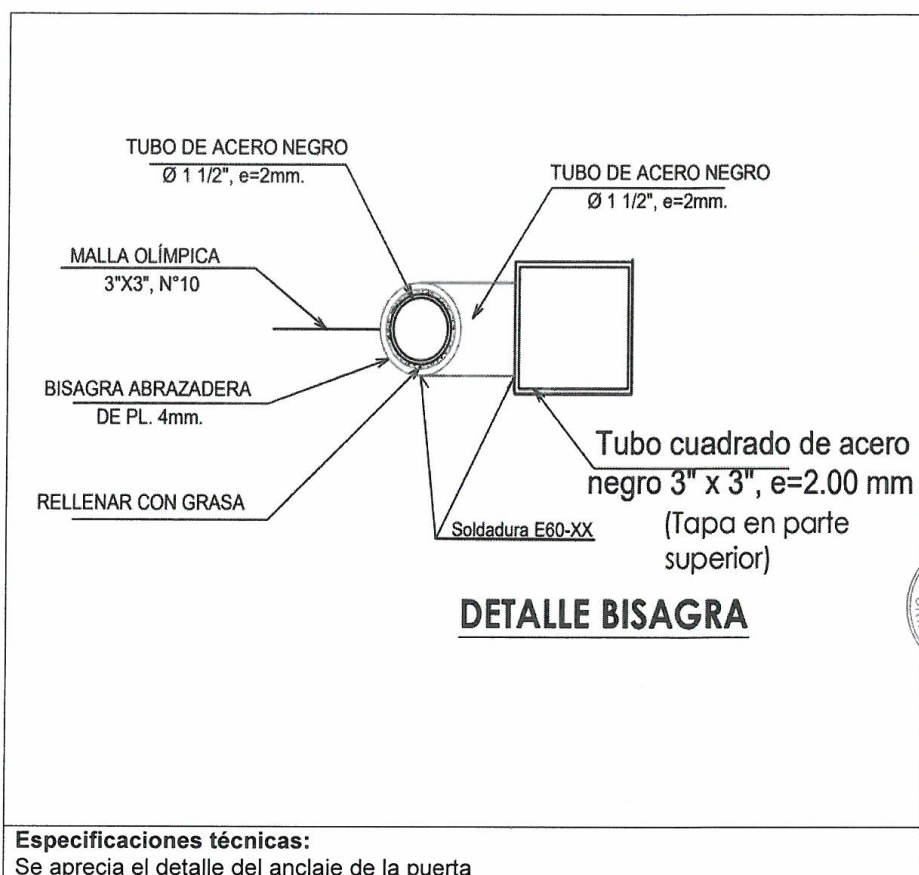 TUBO DE ACERO NEGRO
Ø 1 1/2", e=2mm.
TUBO DE ACERO NEGRO
Ø 1 1/2", e=2mm.
MALLA OLÍMPICA
3"X3", N°10
BISAGRA ABRAZADERA
DE PL. 4mm.
RELLENAR CON GRASA
Soldadura E60-XX
Tubo cuadrado de acero
negro 3" x 3", e=2.00 mm
(Tapa en parte
superior)
DETALLE BISAGRA
Especificaciones técnicas:
Se aprecia el detalle del anclaje de la puerta